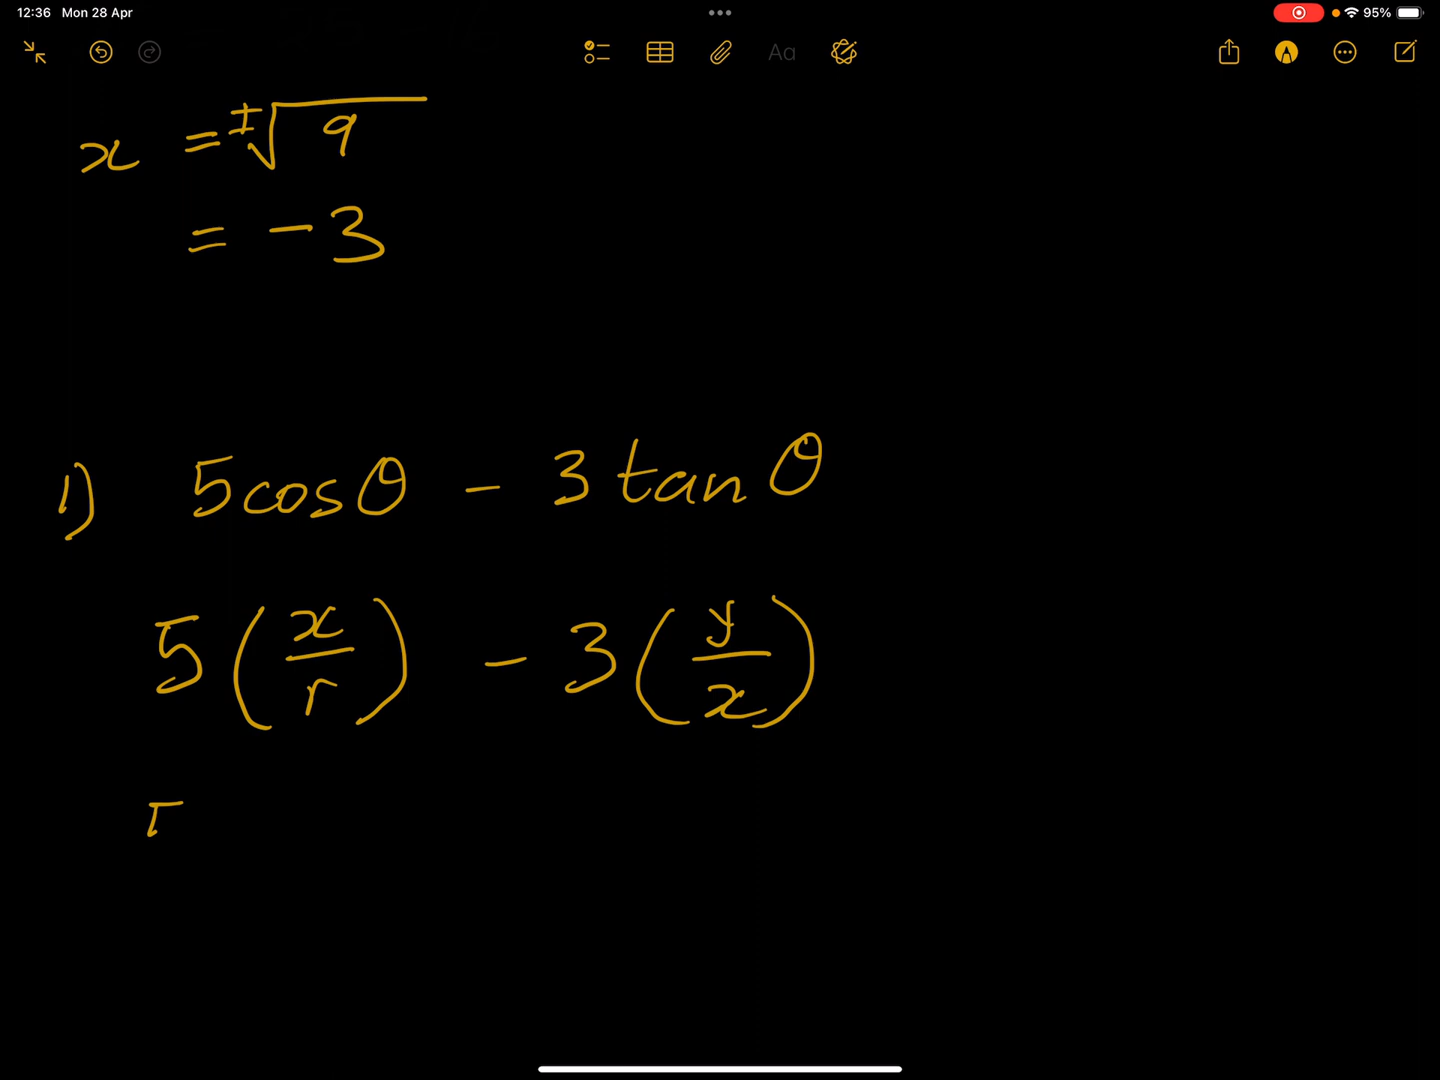 12:36 Mon 28 Apr 95%
Aa
x = ±√9
= -3
1) 5cosθ - 3tanθ
5(x/r) - 3(y/x)